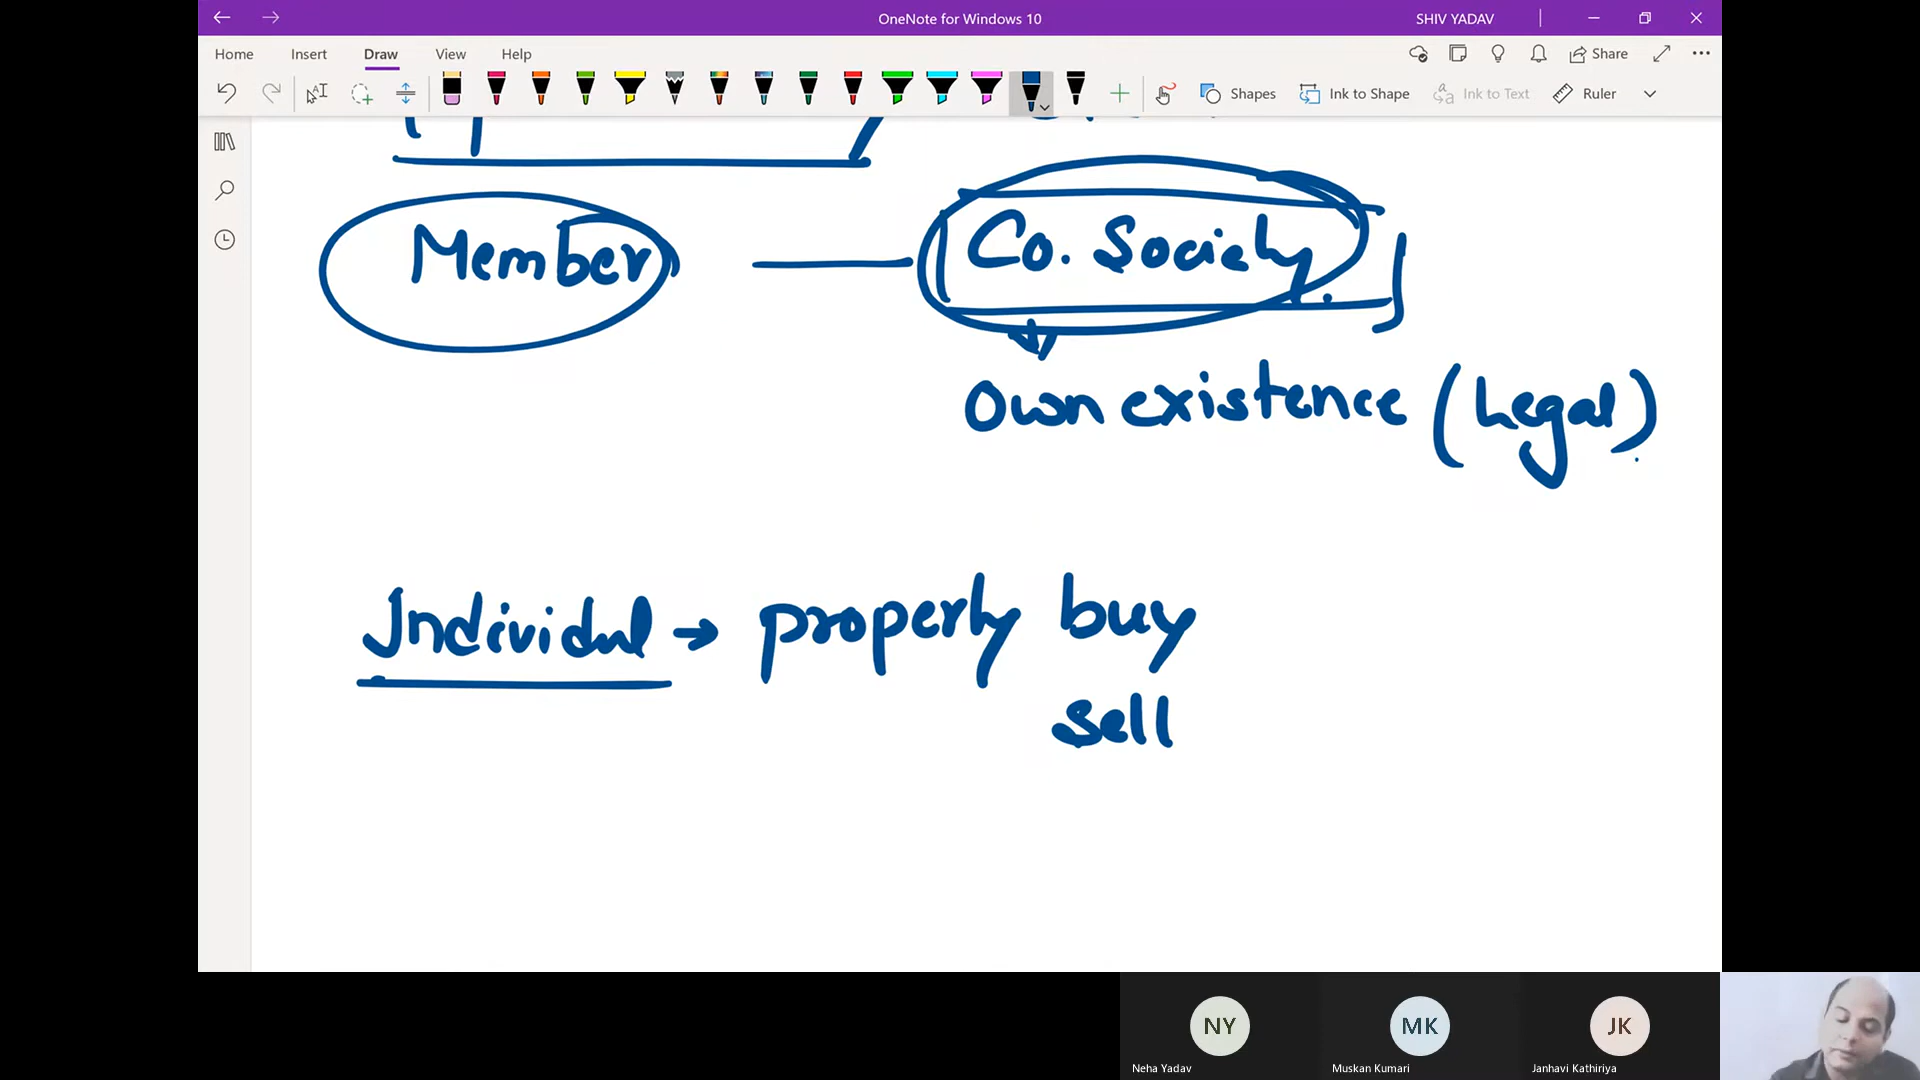 OneNote for Windows 10
SHIV YADAV
Home Insert Draw View Help
Share
Shapes Ink to Shape Ink to Text Ruler
Member — Co. Society.
Own existence (Legal)
Individul → property buy
sell
NY MK JK
Neha Yadav Muskan Kumari Janhavi Kathiriya